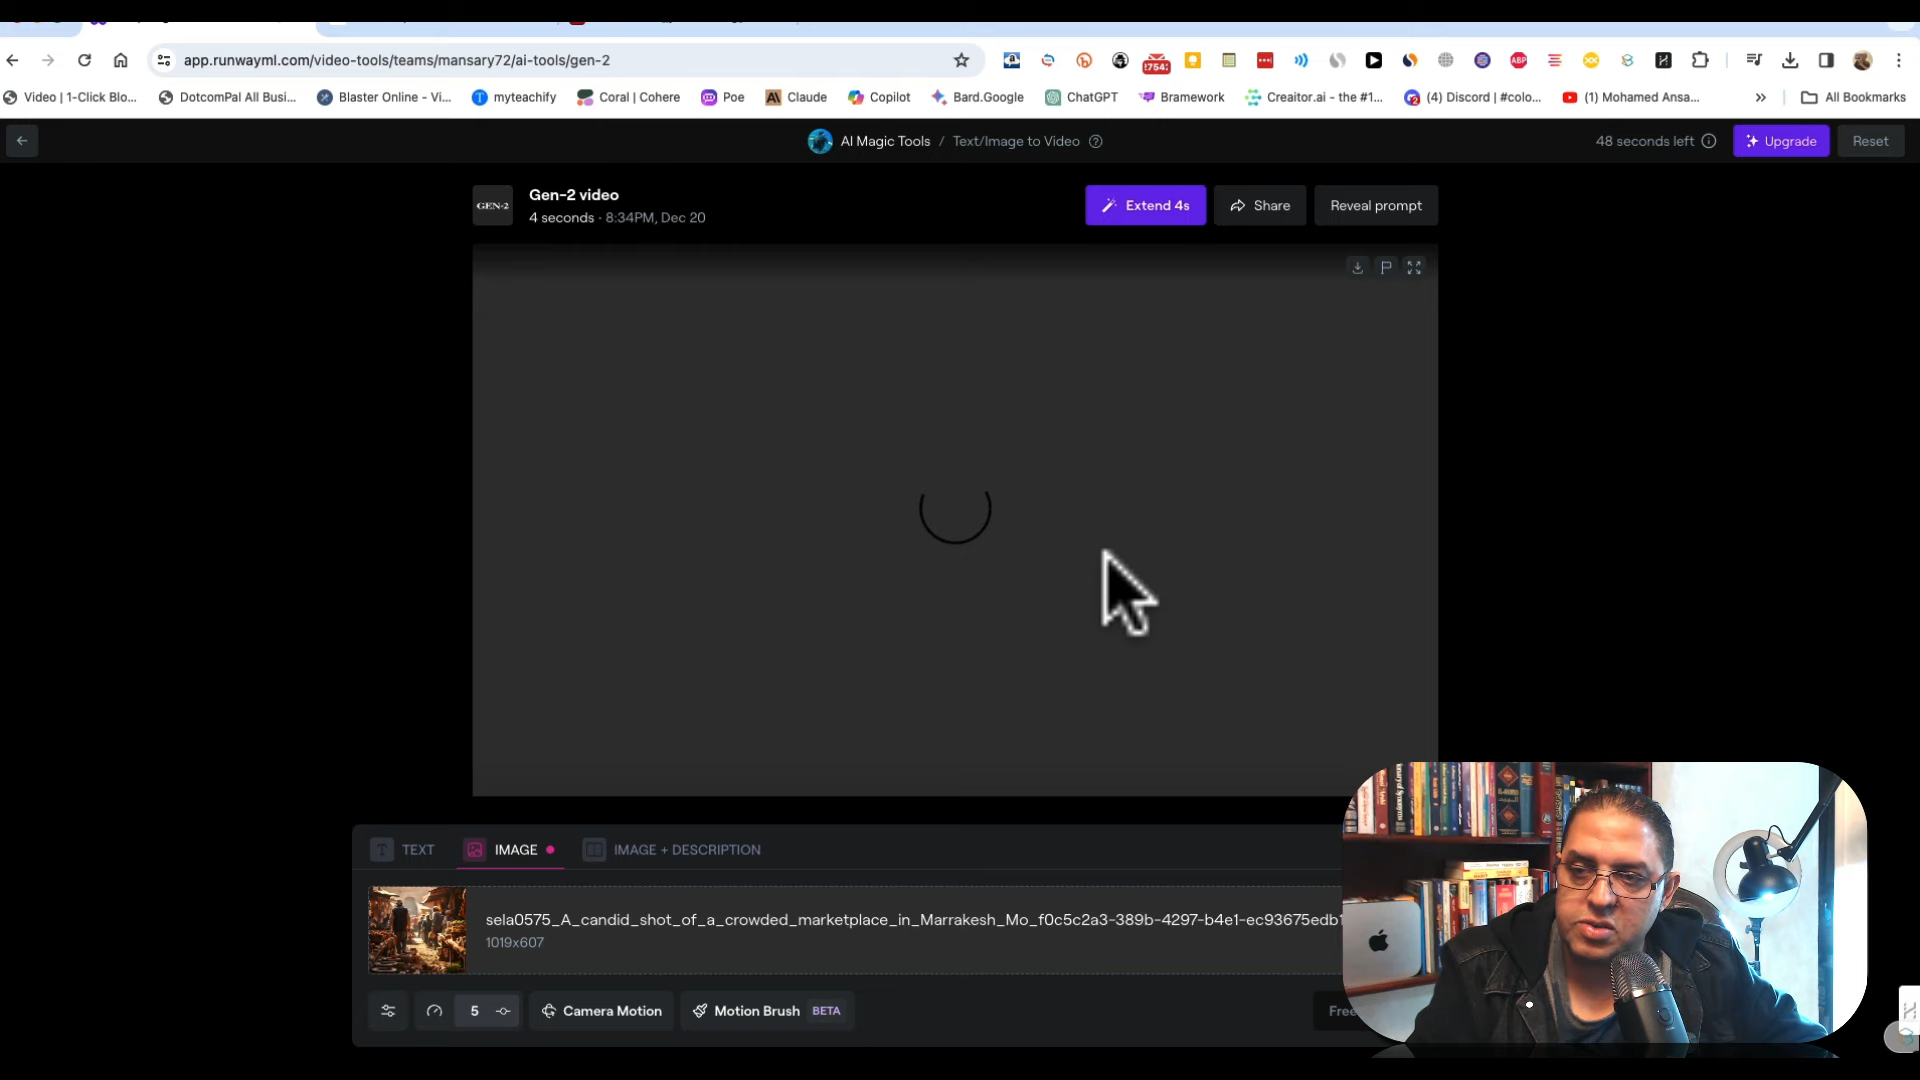 app.runwayml.com/video-tools/teams/mansary72/ai-tools/gen-2
Video | 1-Click Blo...
DotcomPal All Busi...
Blaster Online - Vi...
myteachify
Coral | Cohere
Poe
Claude
Copilot
Bard.Google
ChatGPT
Bramework
Creaitor.ai - the #1...
(4) Discord | #colo...
(1) Mohamed Ansa...
All Bookmarks
AI Magic Tools / Text/Image to Video
48 seconds left
Upgrade
Reset
GEN-2
Gen-2 video
4 seconds · 8:34PM, Dec 20
Extend 4s
Share
Reveal prompt
TEXT
IMAGE
IMAGE + DESCRIPTION
sela0575_A_candid_shot_of_a_crowded_marketplace_in_Marrakesh_Mo_f0c5c2a3-389b-4297-b4e1-ec93675edb1
1019x607
5
Camera Motion
Motion Brush
BETA
Free